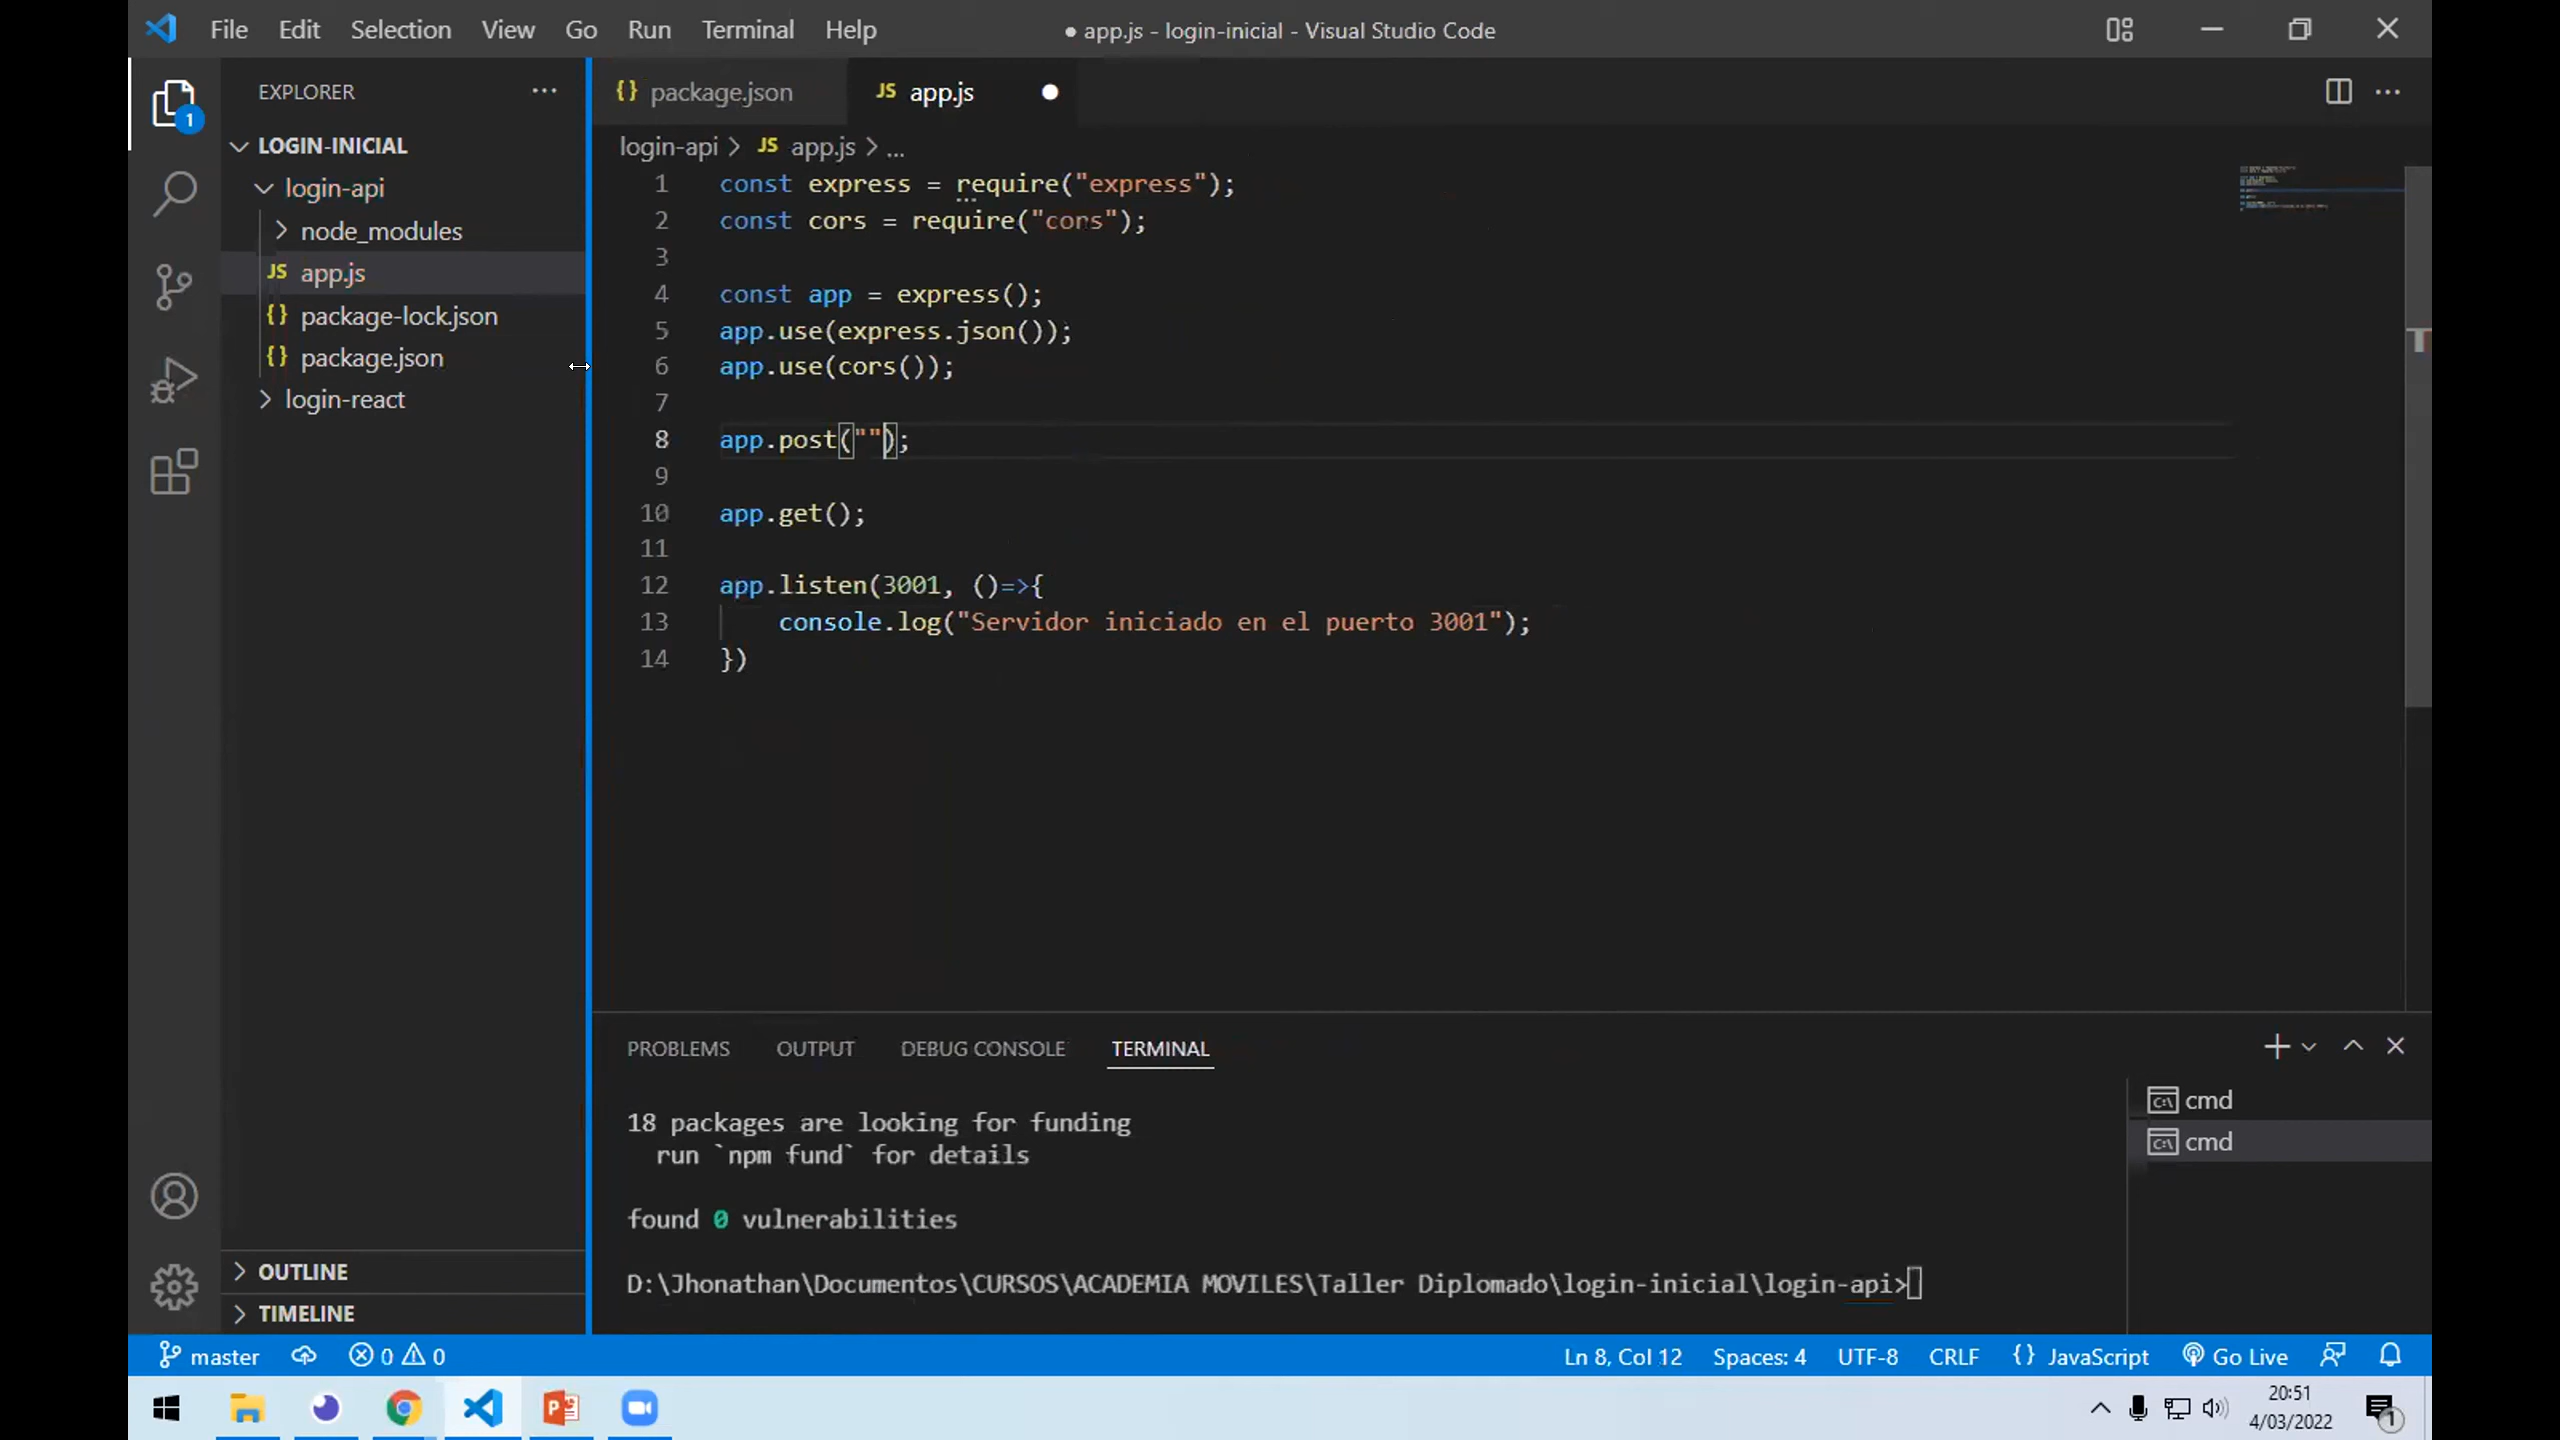 File Edit Selection View Go Run Terminal Help
● app.js - login-inicial - Visual Studio Code
EXPLORER
1
LOGIN-INICIAL
login-api
node_modules
JS app.js
{} package-lock.json
{} package.json
login-react
OUTLINE
TIMELINE
{} package.json
JS app.js
login-api > JS app.js > ...
1 const express = require("express");
2 const cors = require("cors");
3
4 const app = express();
5 app.use(express.json());
6 app.use(cors());
7
8 app.post("");
9
10 app.get();
11
12 app.listen(3001, ()=>{
13 console.log("Servidor iniciado en el puerto 3001");
14 })
PROBLEMS OUTPUT DEBUG CONSOLE TERMINAL
18 packages are looking for funding
run `npm fund` for details
found 0 vulnerabilities
D:\Jhonathan\Documentos\CURSOS\ACADEMIA MOVILES\Taller Diplomado\login-inicial\login-api>
cmd
cmd
master 0 0
Ln 8, Col 12 Spaces: 4 UTF-8 CRLF {} JavaScript Go Live
20:51
4/03/2022
1